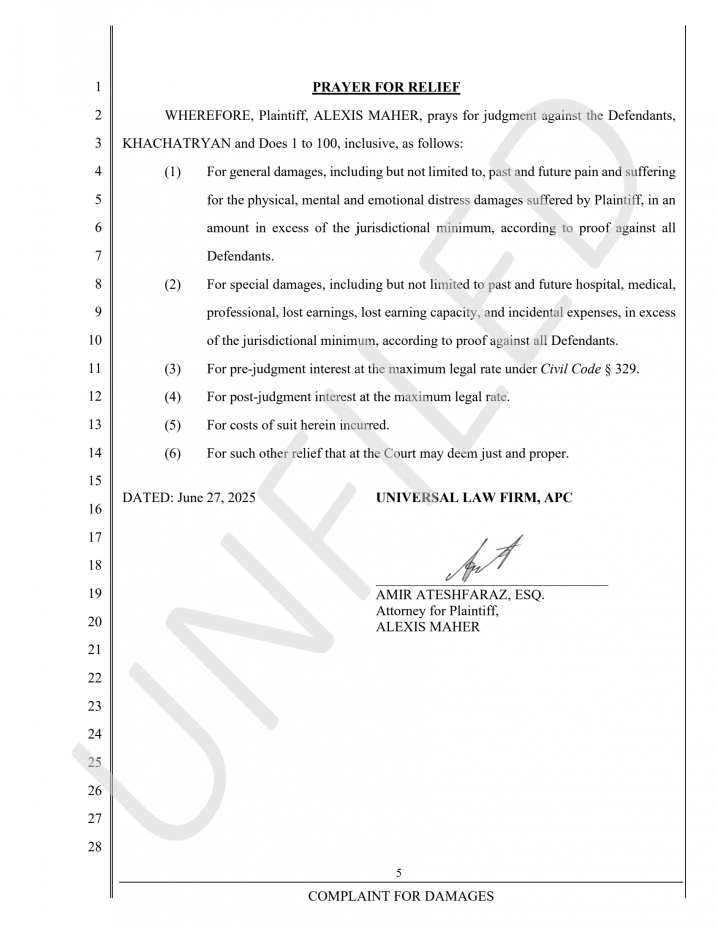 1 PRAYER FOR RELIEF
2 WHEREFORE, Plaintiff, ALEXIS MAHER, prays for judgment against the Defendants,
3 KHACHATRYAN and Does 1 to 100, inclusive, as follows:
4 (1) For general damages, including but not limited to, past and future pain and suffering
5 for the physical, mental and emotional distress damages suffered by Plaintiff, in an
6 amount in excess of the jurisdictional minimum, according to proof against all
7 Defendants.
8 (2) For special damages, including but not limited to past and future hospital, medical,
9 professional, lost earnings, lost earning capacity, and incidental expenses, in excess
10 of the jurisdictional minimum, according to proof against all Defendants.
11 (3) For pre-judgment interest at the maximum legal rate under Civil Code § 329.
12 (4) For post-judgment interest at the maximum legal rate.
13 (5) For costs of suit herein incurred.
14 (6) For such other relief that at the Court may deem just and proper.
15
DATED: June 27, 2025 UNIVERSAL LAW FIRM, APC
16
17
18
19 AMIR ATESHFARAZ, ESQ.
Attorney for Plaintiff,
20 ALEXIS MAHER
21
22
23
24
25
26
27
28
5
COMPLAINT FOR DAMAGES
UNFILED